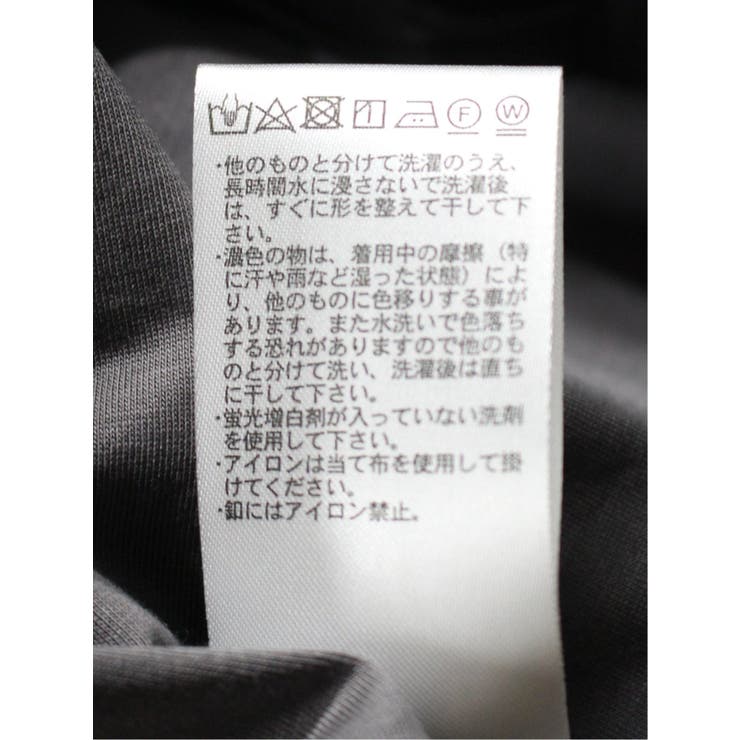 ・他のものと分けて洗濯のうえ、
長時間水に浸さないで洗濯後
は、すぐに形を整えて干して下
さい。
・濃色の物は、着用中の摩擦（特
に汗や雨など湿った状態）によ
り、他のものに色移りする事が
あります。また水洗いで色落ち
する恐れがありますので他のも
のと分けて洗い、洗濯後は直ち
に干して下さい。
・蛍光増白剤が入っていない洗剤
を使用して下さい。
・アイロンは当て布を使用して掛
けてください。
・釦にはアイロン禁止。